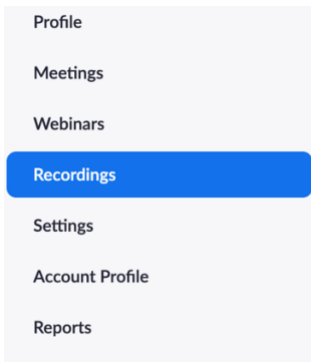 Profile
Meetings
Webinars
Recordings
Settings
Account Profile
Reports